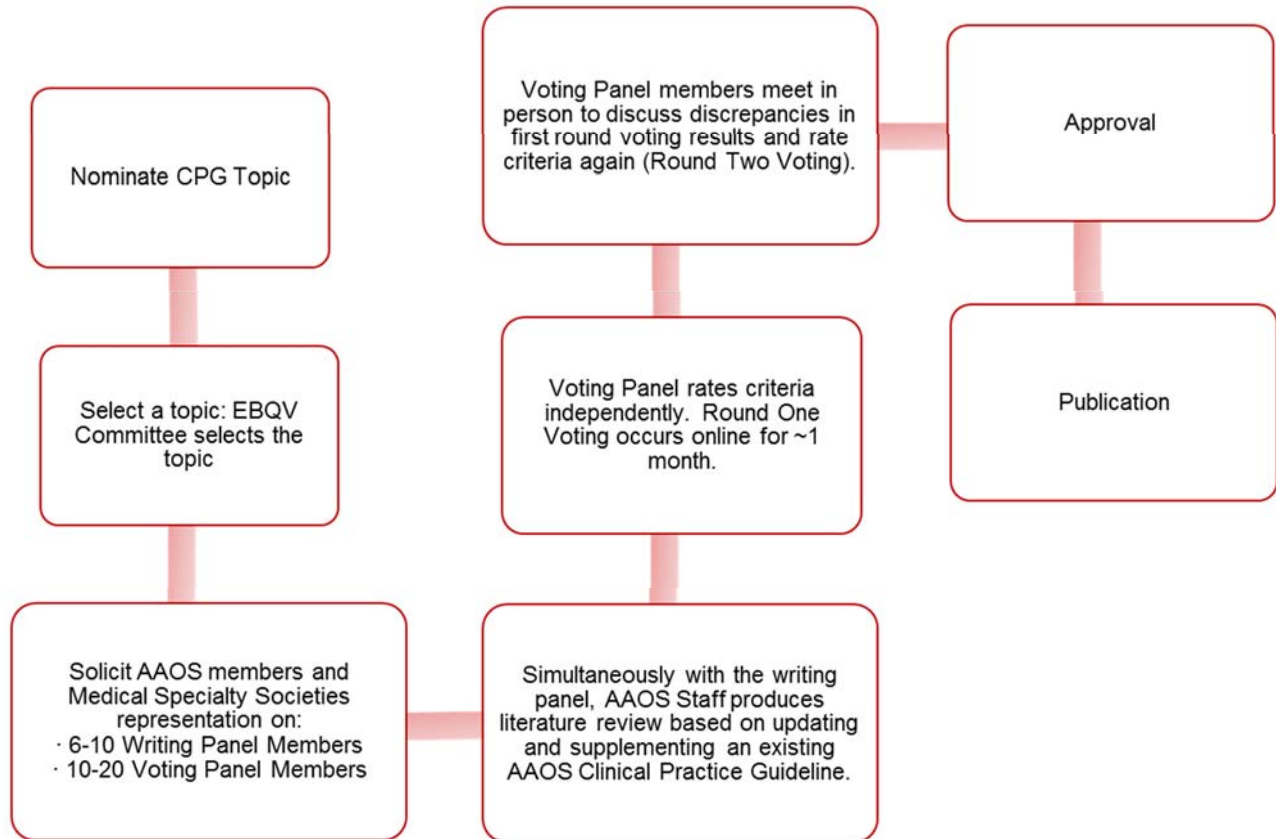 Nominate CPG Topic
Select a topic: EBQV
Committee selects the
topic
Solicit AAOS members and
Medical Specialty Societies
representation on:
· 6-10 Writing Panel Members
· 10-20 Voting Panel Members
Simultaneously with the writing
panel, AAOS Staff produces
literature review based on updating
and supplementing an existing
AAOS Clinical Practice Guideline.
Voting Panel rates criteria
independently. Round One
Voting occurs online for ~1
month.
Voting Panel members meet in
person to discuss discrepancies in
first round voting results and rate
criteria again (Round Two Voting).
Approval
Publication